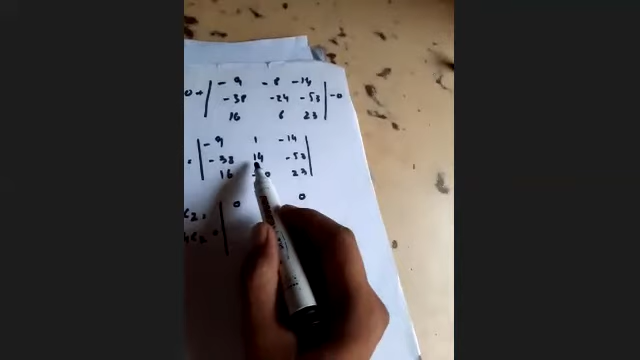 0 + | -9 -8 -14 |
| -38 -24 -53 | -0
| 16 6 23 |
| -9 1 -14 |
= | -38 14 -53 |
| 16 23 |
| 0 0